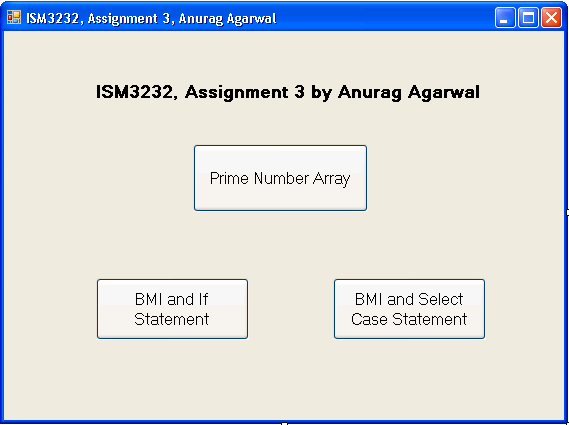 ISM3232, Assignment 3, Anurag Agarwal
ISM3232, Assignment 3 by Anurag Agarwal
Prime Number Array
BMI and If
Statement
BMI and Select
Case Statement